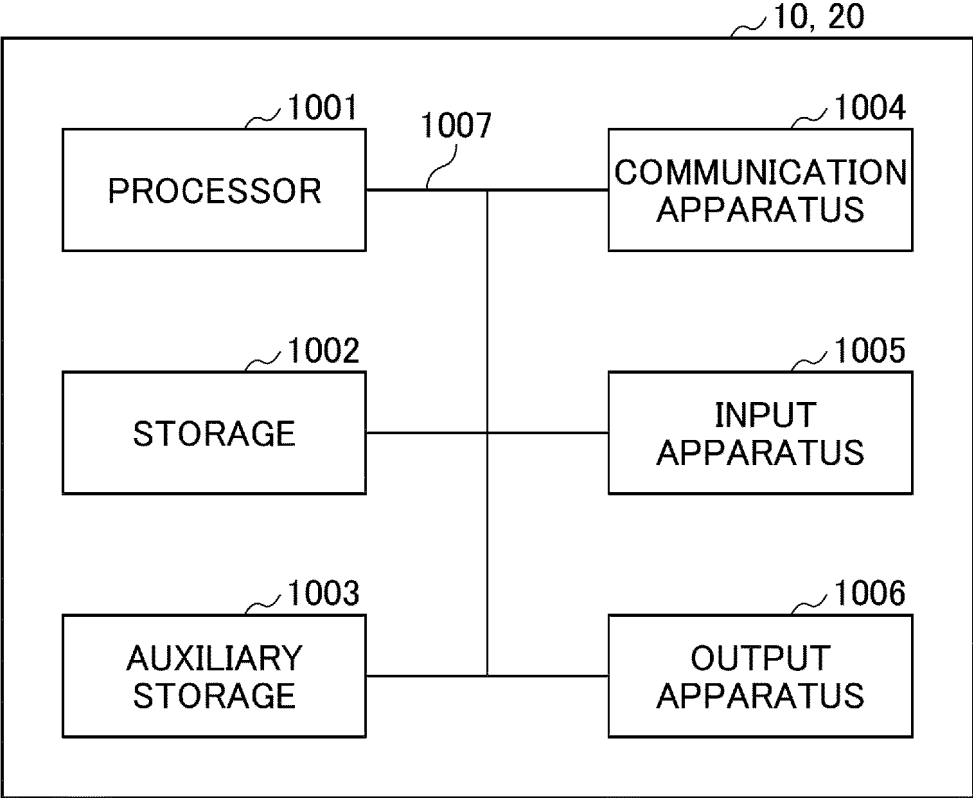 10, 20
1001
PROCESSOR
1007
1004
COMMUNICATION
APPARATUS
1002
STORAGE
1005
INPUT
APPARATUS
1003
AUXILIARY
STORAGE
1006
OUTPUT
APPARATUS